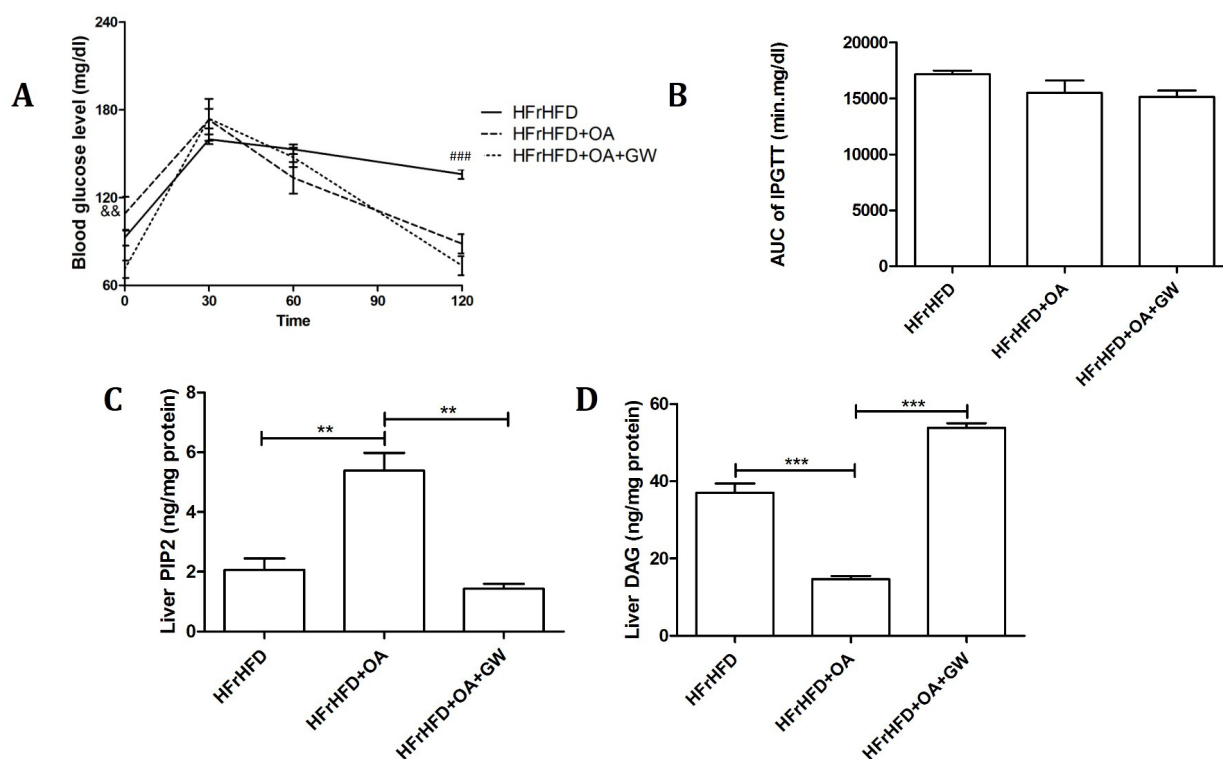 A
Blood glucose level (mg/dl)
240
180
120
60
&&
###
0
30
60
90
120
Time
HFrHFD
HFrHFD+OA
HFrHFD+OA+GW
B
AUC of IPGTT (min.mg/dl)
20000
15000
10000
5000
0
HFrHFD
HFrHFD+OA
HFrHFD+OA+GW
C
Liver PIP2 (ng/mg protein)
8
6
4
2
0
**
**
HFrHFD
HFrHFD+OA
HFrHFD+OA+GW
D
Liver DAG (ng/mg protein)
60
40
20
0
***
***
HFrHFD
HFrHFD+OA
HFrHFD+OA+GW